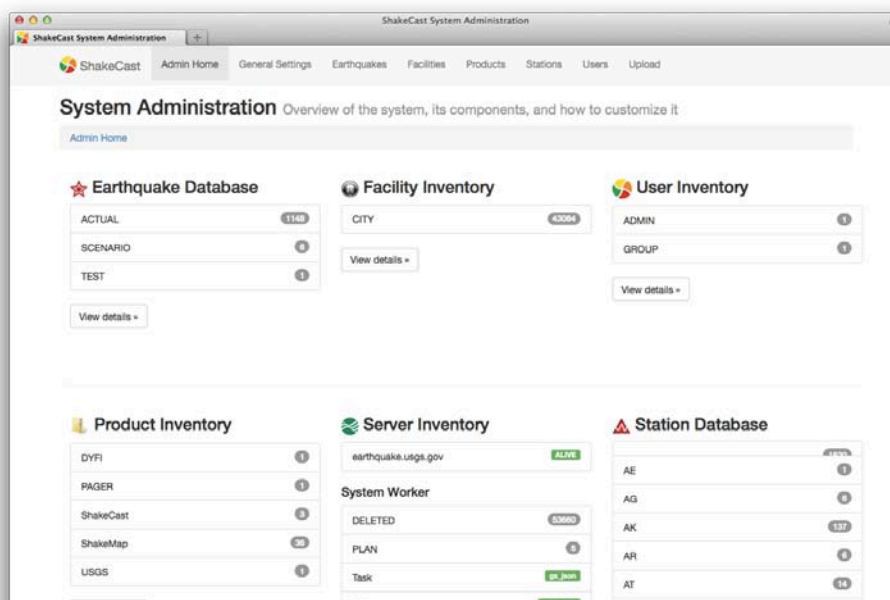 ShakeCast System Administration
ShakeCast System Administration
ShakeCast Admin Home General Settings Earthquakes Facilities Products Stations Users Upload
System Administration Overview of the system, its components, and how to customize it
Admin Home
Earthquake Database
ACTUAL 1148
SCENARIO
TEST 1
View details »
Facility Inventory
CITY 43084
View details »
User Inventory
ADMIN 1
GROUP 1
View details »
Product Inventory
DYFI 1
PAGER 1
ShakeCast 3
ShakeMap 36
USGS 1
Server Inventory
earthquake.usgs.gov ALIVE
System Worker
DELETED 53660
PLAN 5
Task gs_json
Station Database
AE 1
AG
AK 137
AR
AT 14